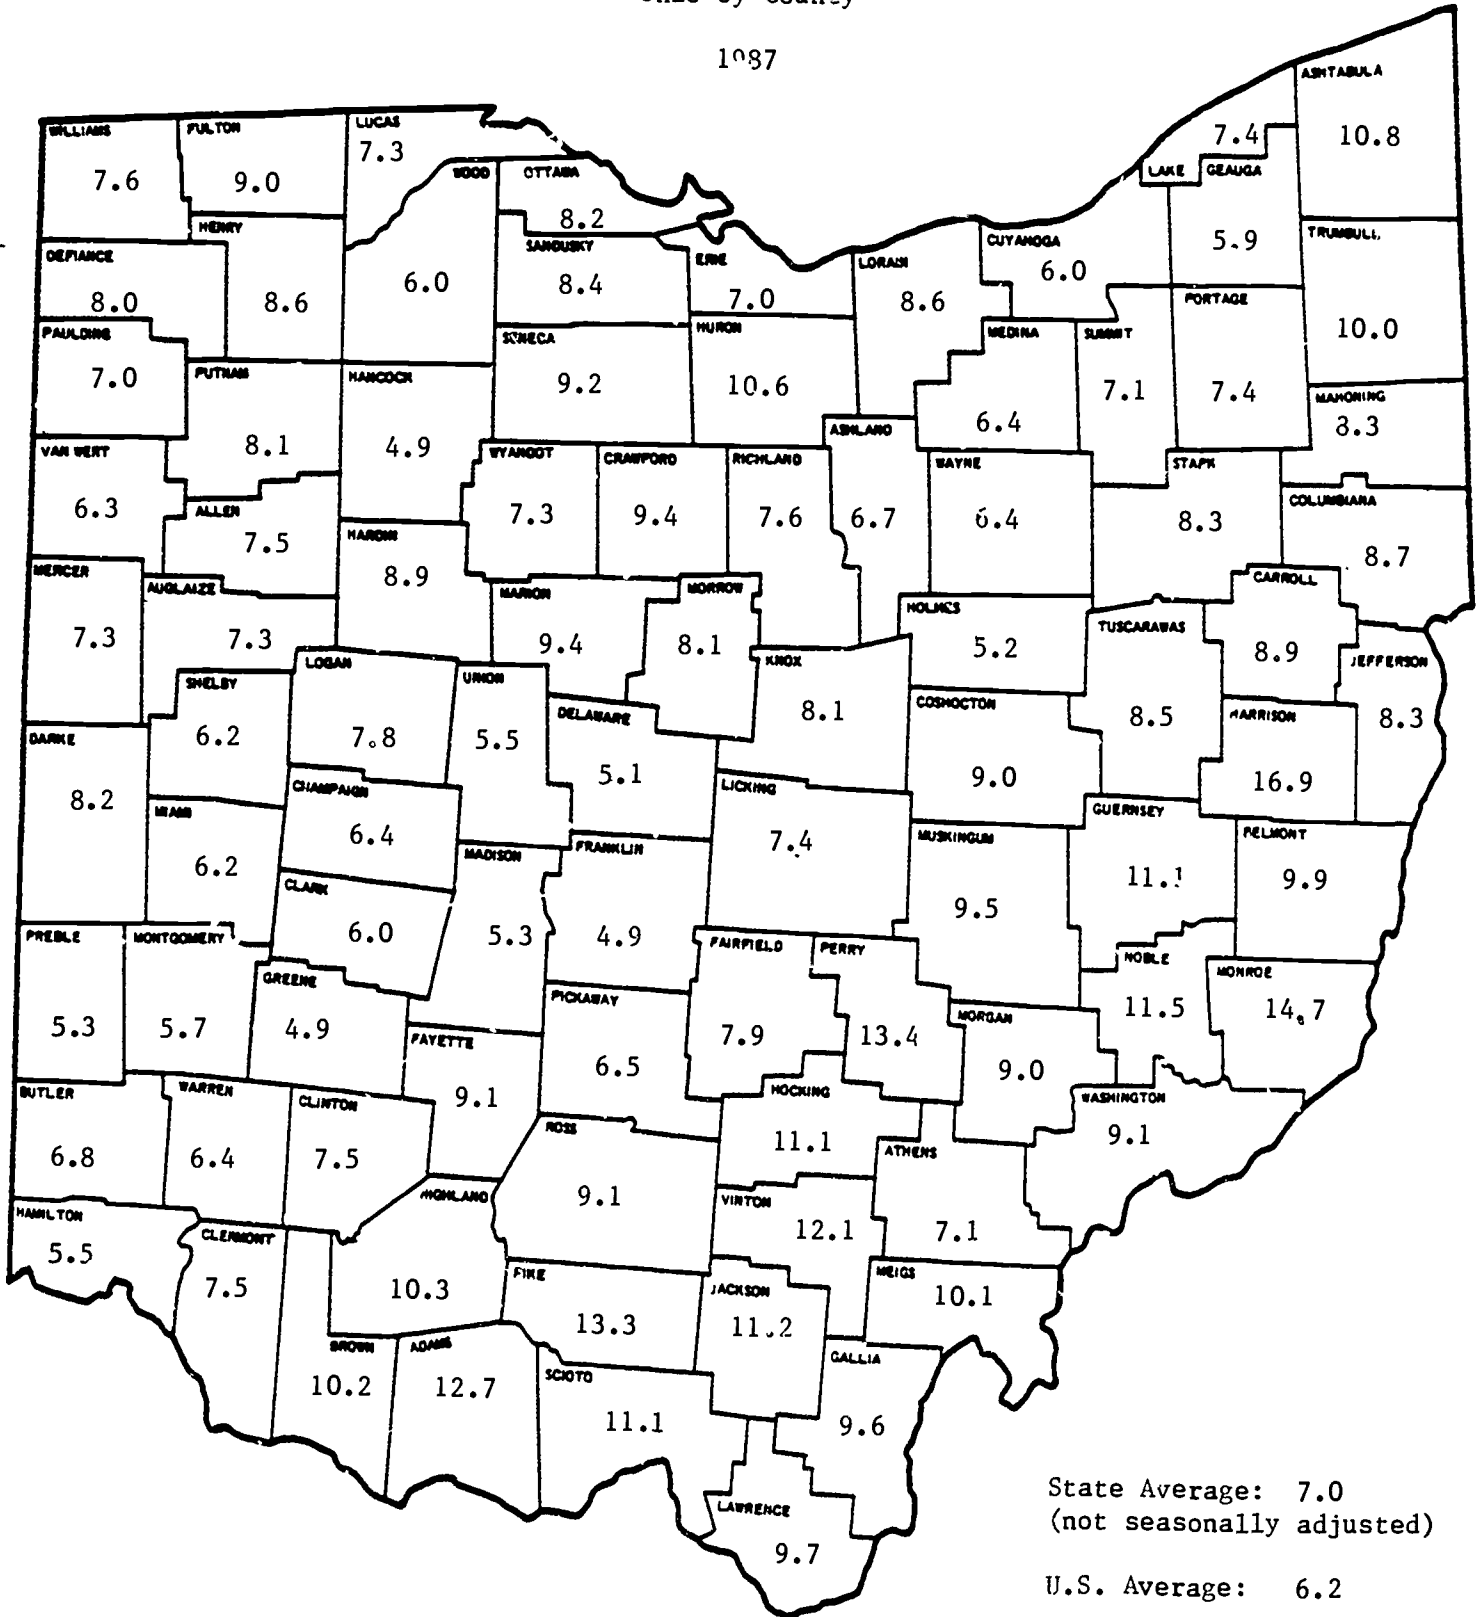 1987
ASHTABULA
10.8
WILLIAMS
7.6
FULTON
9.0
LUCAS
7.3
WOOD
6.0
OTTAWA
8.2
LAKE
7.4
GEAUGA
5.9
HENRY
8.6
DEFIANCE
8.0
SANDUSKY
8.4
ERIE
7.0
LORAIN
8.6
CUYAHOGA
6.0
TRUMBULL
10.0
PAULDING
7.0
PUTNAM
8.1
HANCOCK
4.9
SENECA
9.2
HURON
10.6
MEDINA
6.4
SUMMIT
7.1
PORTAGE
7.4
MAHONING
8.3
VAN WERT
6.3
ALLEN
7.5
HARDIN
8.9
WYANDOT
7.3
CRAWFORD
9.4
RICHLAND
7.6
ASHLAND
6.7
WAYNE
6.4
STARK
8.3
COLUMBIANA
8.7
MERCER
7.3
AUGLAIZE
7.3
MARION
9.4
MORROW
8.1
HOLMES
5.2
TUSCARAWAS
8.5
CARROLL
8.9
JEFFERSON
8.3
SHELBY
6.2
LOGAN
7.8
UNION
5.5
DELAWARE
5.1
KNOX
8.1
COSHOCTON
9.0
HARRISON
16.9
DARKE
8.2
MIAMI
6.2
CHAMPAIGN
6.4
MADISON
5.3
FRANKLIN
4.9
LICKING
7.4
MUSKINGUM
9.5
GUERNSEY
11.1
BELMONT
9.9
CLARK
6.0
PREBLE
5.3
MONTGOMERY
5.7
GREENE
4.9
FAYETTE
9.1
PICKAWAY
6.5
FAIRFIELD
7.9
PERRY
13.4
MORGAN
9.0
NOBLE
11.5
MONROE
14.7
BUTLER
6.8
WARREN
6.4
CLINTON
7.5
ROSS
9.1
HOCKING
11.1
ATHENS
7.1
WASHINGTON
9.1
HAMILTON
5.5
CLERMONT
7.5
HIGHLAND
10.3
PIKE
13.3
VINTON
12.1
JACKSON
11.2
MEIGS
10.1
BROWN
10.2
ADAMS
12.7
SCIOTO
11.1
GALLIA
9.6
LAWRENCE
9.7
State Average: 7.0
(not seasonally adjusted)
U.S. Average: 6.2